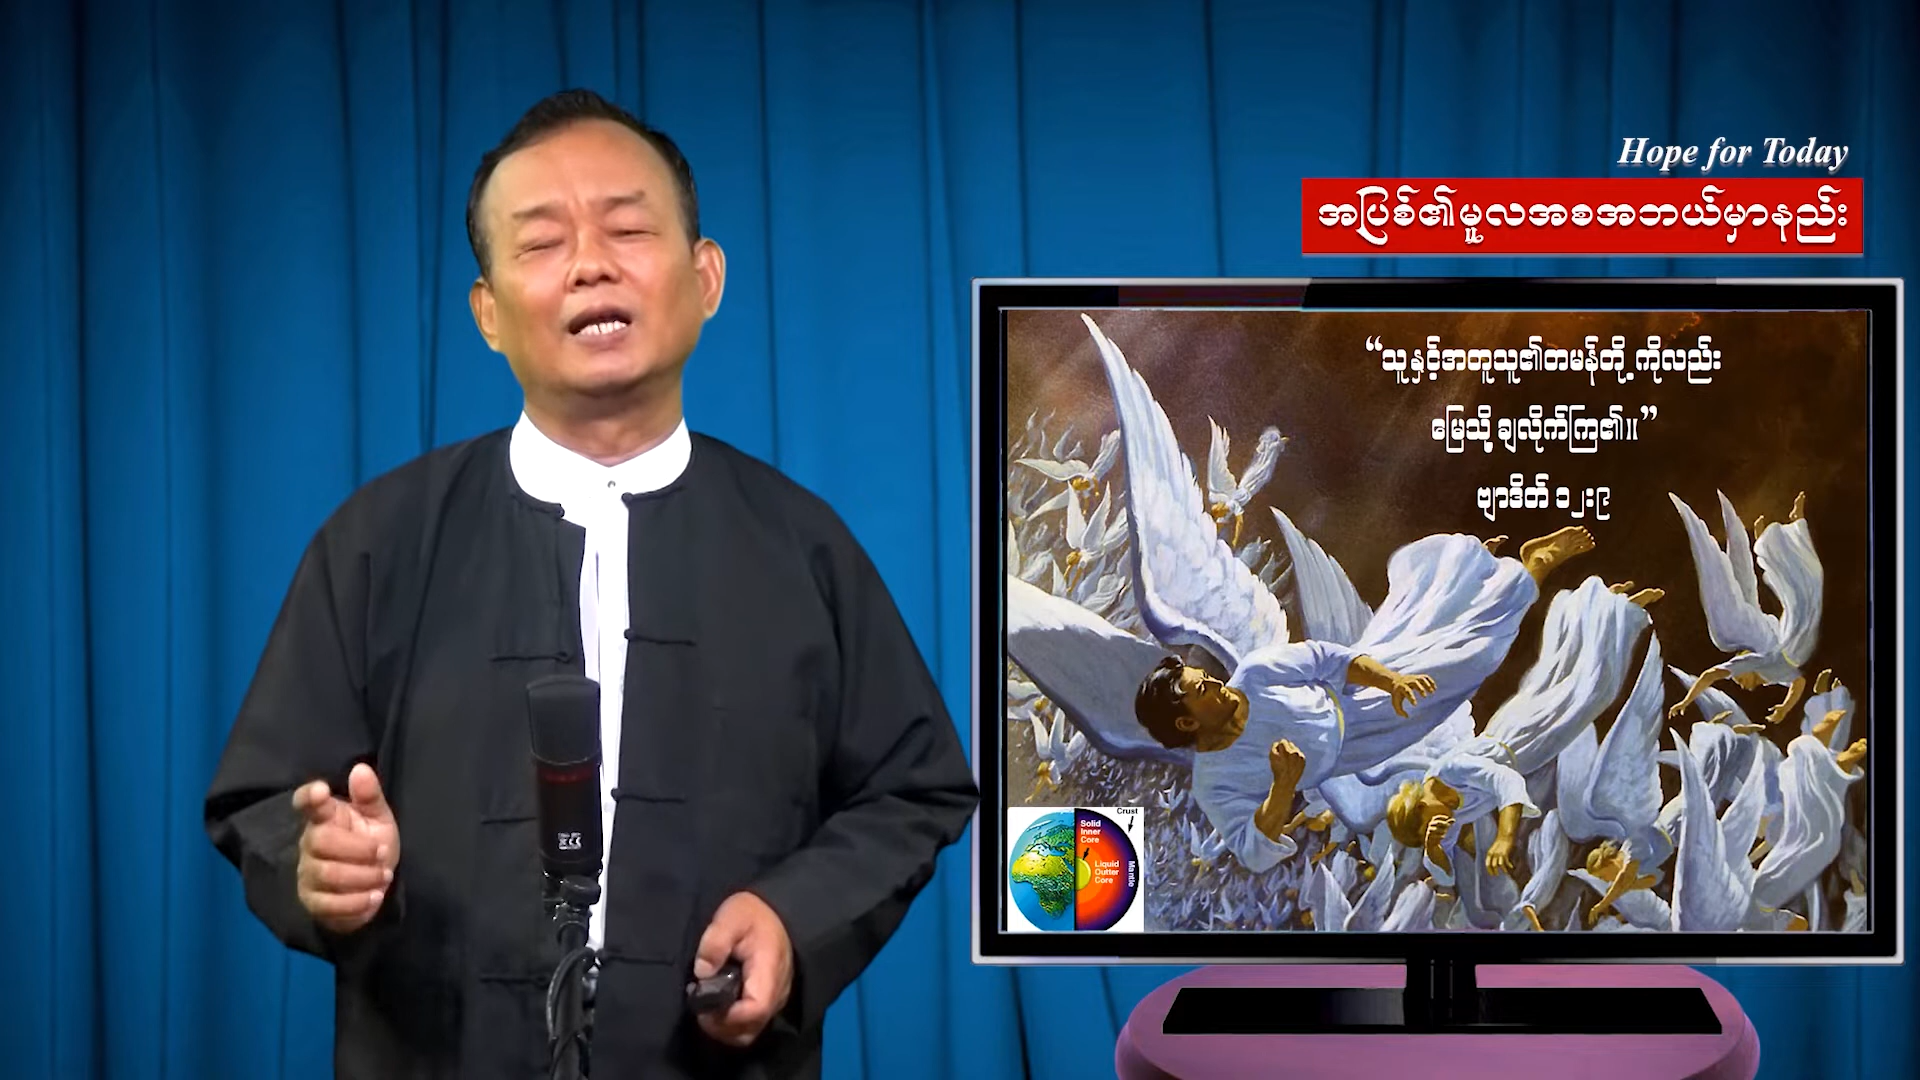 Hope for Today
အပြစ်၏မူလအစအဘယ်မှာနည်း
“သူနှင့်အတူသူ၏တမန်တို့ကိုလည်း
မြေသို့ ချလိုက်ကြ၏။”
ဗျာဒိတ် ၁၂း၉
Crust
Solid
Inner
Core
Liquid
Outter
Core
Mantle